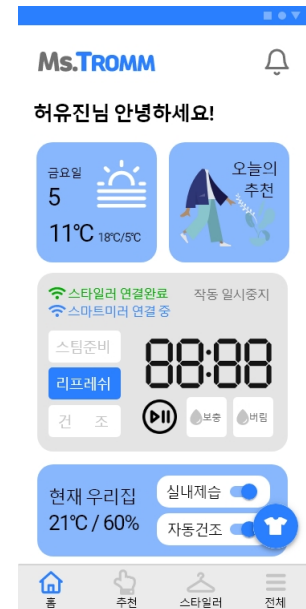 Ms.TROMM
허유진님 안녕하세요!
금요일
5
11℃ 18℃/5℃
오늘의
추천
스타일러 연결완료
작동 일시중지
스마트미러 연결 중
스팀준비
리프레쉬
건 조
88:88
보충
버림
현재 우리집
21℃ / 60%
실내제습
자동건조
홈
추천
스타일러
전체